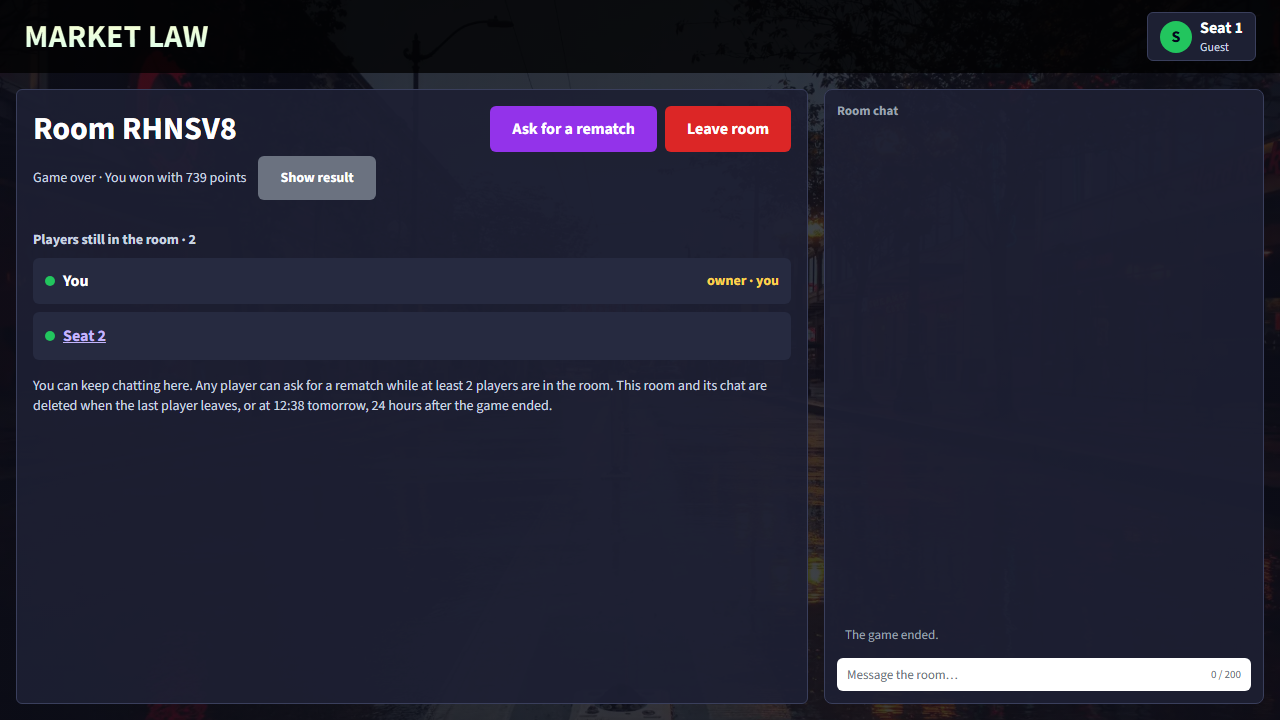 MARKET LAW
S
Seat 1
Guest
Room RHNSV8
Ask for a rematch
Leave room
Game over · You won with 739 points
Show result
Players still in the room · 2
You
owner · you
Seat 2
You can keep chatting here. Any player can ask for a rematch while at least 2 players are in the room. This room and its chat are
deleted when the last player leaves, or at 12:38 tomorrow, 24 hours after the game ended.
Room chat
The game ended.
Message the room…
0 / 200